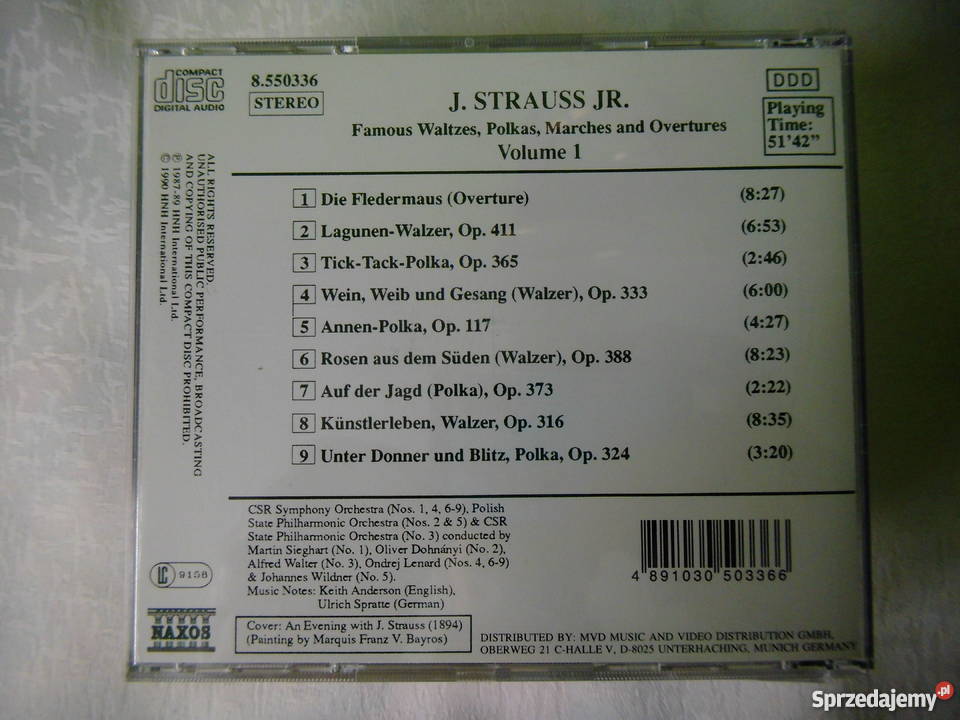 COMPACT
disc
DIGITAL AUDIO
8.550336
STEREO
DDD
J. STRAUSS JR.
Famous Waltzes, Polkas, Marches and Overtures
Volume 1
Playing
Time:
51'42"
1 Die Fledermaus (Overture) (8:27)
2 Lagunen-Walzer, Op. 411 (6:53)
3 Tick-Tack-Polka, Op. 365 (2:46)
4 Wein, Weib und Gesang (Walzer), Op. 333 (6:00)
5 Annen-Polka, Op. 117 (4:27)
6 Rosen aus dem Süden (Walzer), Op. 388 (8:23)
7 Auf der Jagd (Polka), Op. 373 (2:22)
8 Künstlerleben, Walzer, Op. 316 (8:35)
9 Unter Donner und Blitz, Polka, Op. 324 (3:20)
ALL RIGHTS RESERVED.
UNAUTHORISED PUBLIC PERFORMANCE, BROADCASTING
AND COPYING OF THIS COMPACT DISC PROHIBITED.
℗ 1987-89 HNH International Ltd.
© 1990 HNH International Ltd.
CSR Symphony Orchestra (Nos. 1, 4, 6-9), Polish
State Philharmonic Orchestra (Nos. 2 & 5) & CSR
State Philharmonic Orchestra (No. 3) conducted by
Martin Sieghart (No. 1), Oliver Dohnányi (No. 2),
Alfred Walter (No. 3), Ondrej Lenard (Nos. 4, 6-9)
& Johannes Wildner (No. 5).
Music Notes: Keith Anderson (English),
Ulrich Spratte (German)
LC 9158
NAXOS
Cover: An Evening with J. Strauss (1894)
(Painting by Marquis Franz V. Bayros)
4 891030 503366
DISTRIBUTED BY: MVD MUSIC AND VIDEO DISTRIBUTION GMBH,
OBERWEG 21 C-HALLE V, D-8025 UNTERHACHING, MUNICH GERMANY
Sprzedajemy.pl